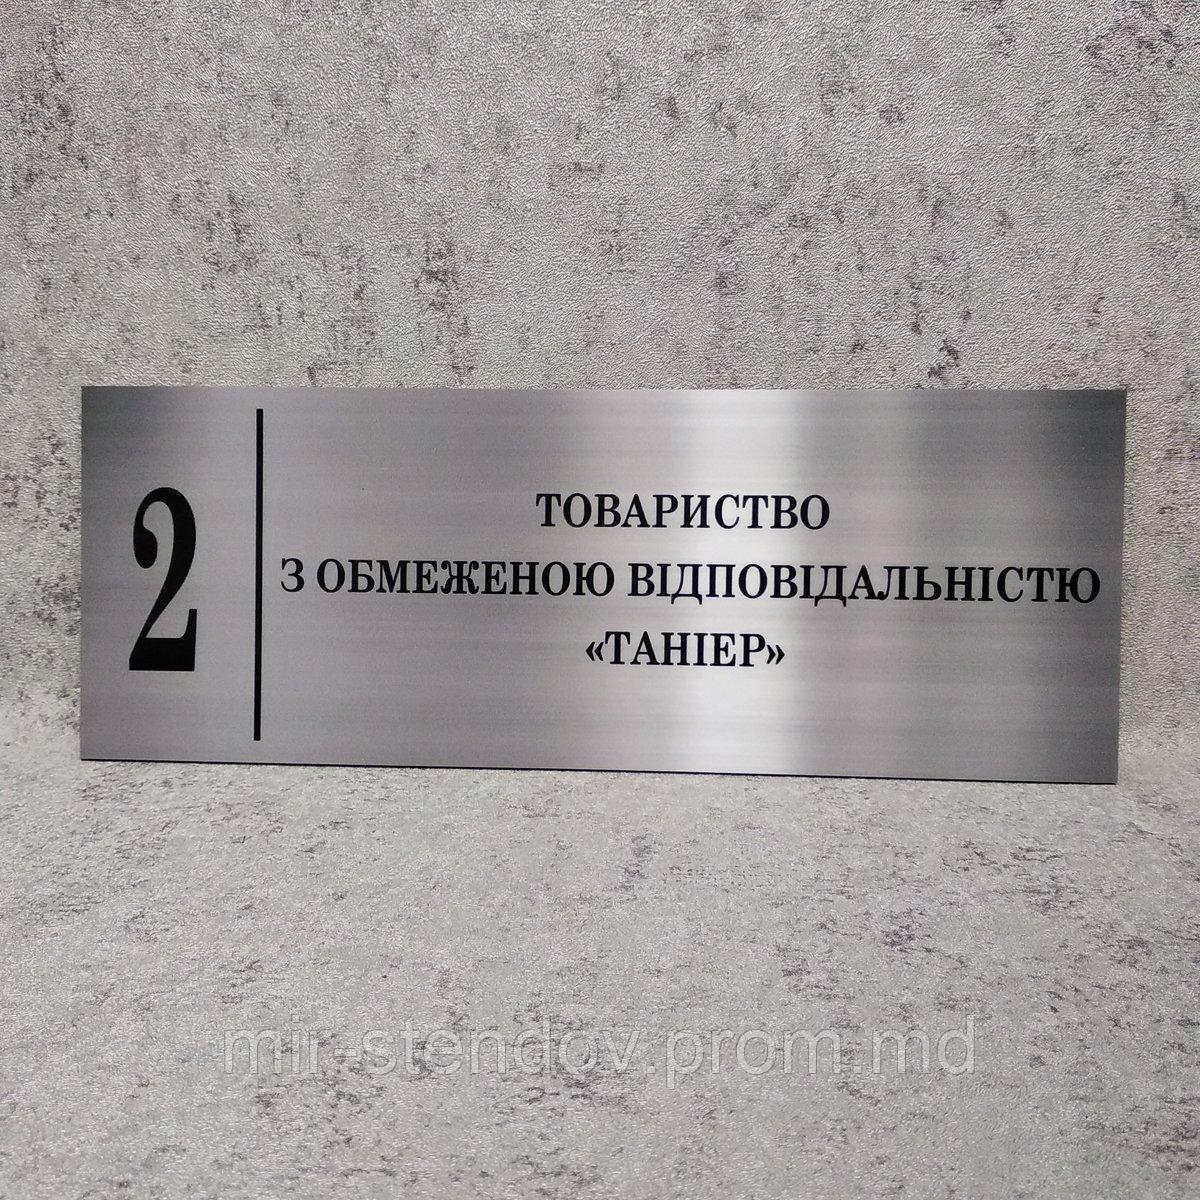 2
ТОВАРИСТВО
З ОБМЕЖЕНОЮ ВІДПОВІДАЛЬНІСТЮ
«ТАНІЕР»
mir-stendov.prom.md